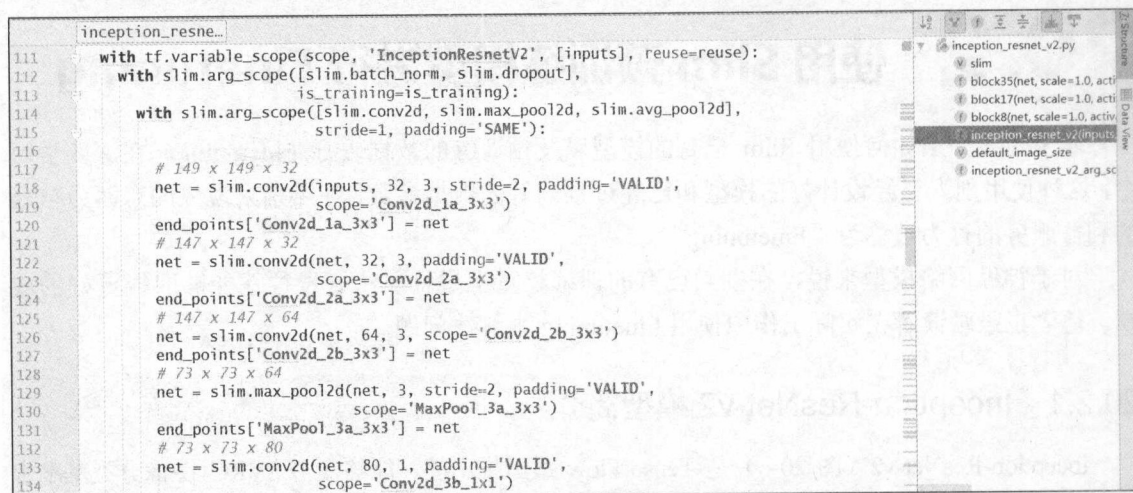 inception_resne...
111 with tf.variable_scope(scope, 'InceptionResnetV2', [inputs], reuse=reuse):
112 with slim.arg_scope([slim.batch_norm, slim.dropout],
113 is_training=is_training):
114 with slim.arg_scope([slim.conv2d, slim.max_pool2d, slim.avg_pool2d],
115 stride=1, padding='SAME'):
116
117 # 149 x 149 x 32
118 net = slim.conv2d(inputs, 32, 3, stride=2, padding='VALID',
119 scope='Conv2d_1a_3x3')
120 end_points['Conv2d_1a_3x3'] = net
121 # 147 x 147 x 32
122 net = slim.conv2d(net, 32, 3, padding='VALID',
123 scope='Conv2d_2a_3x3')
124 end_points['Conv2d_2a_3x3'] = net
125 # 147 x 147 x 64
126 net = slim.conv2d(net, 64, 3, scope='Conv2d_2b_3x3')
127 end_points['Conv2d_2b_3x3'] = net
128 # 73 x 73 x 64
129 net = slim.max_pool2d(net, 3, stride=2, padding='VALID',
130 scope='MaxPool_3a_3x3')
131 end_points['MaxPool_3a_3x3'] = net
132 # 73 x 73 x 80
133 net = slim.conv2d(net, 80, 1, padding='VALID',
134 scope='Conv2d_3b_1x1')
inception_resnet_v2.py
slim
block35(net, scale=1.0, acti
block17(net, scale=1.0, acti
block8(net, scale=1.0, activ
inception_resnet_v2(inputs
default_image_size
inception_resnet_v2_arg_sc
2: Structure
Data View